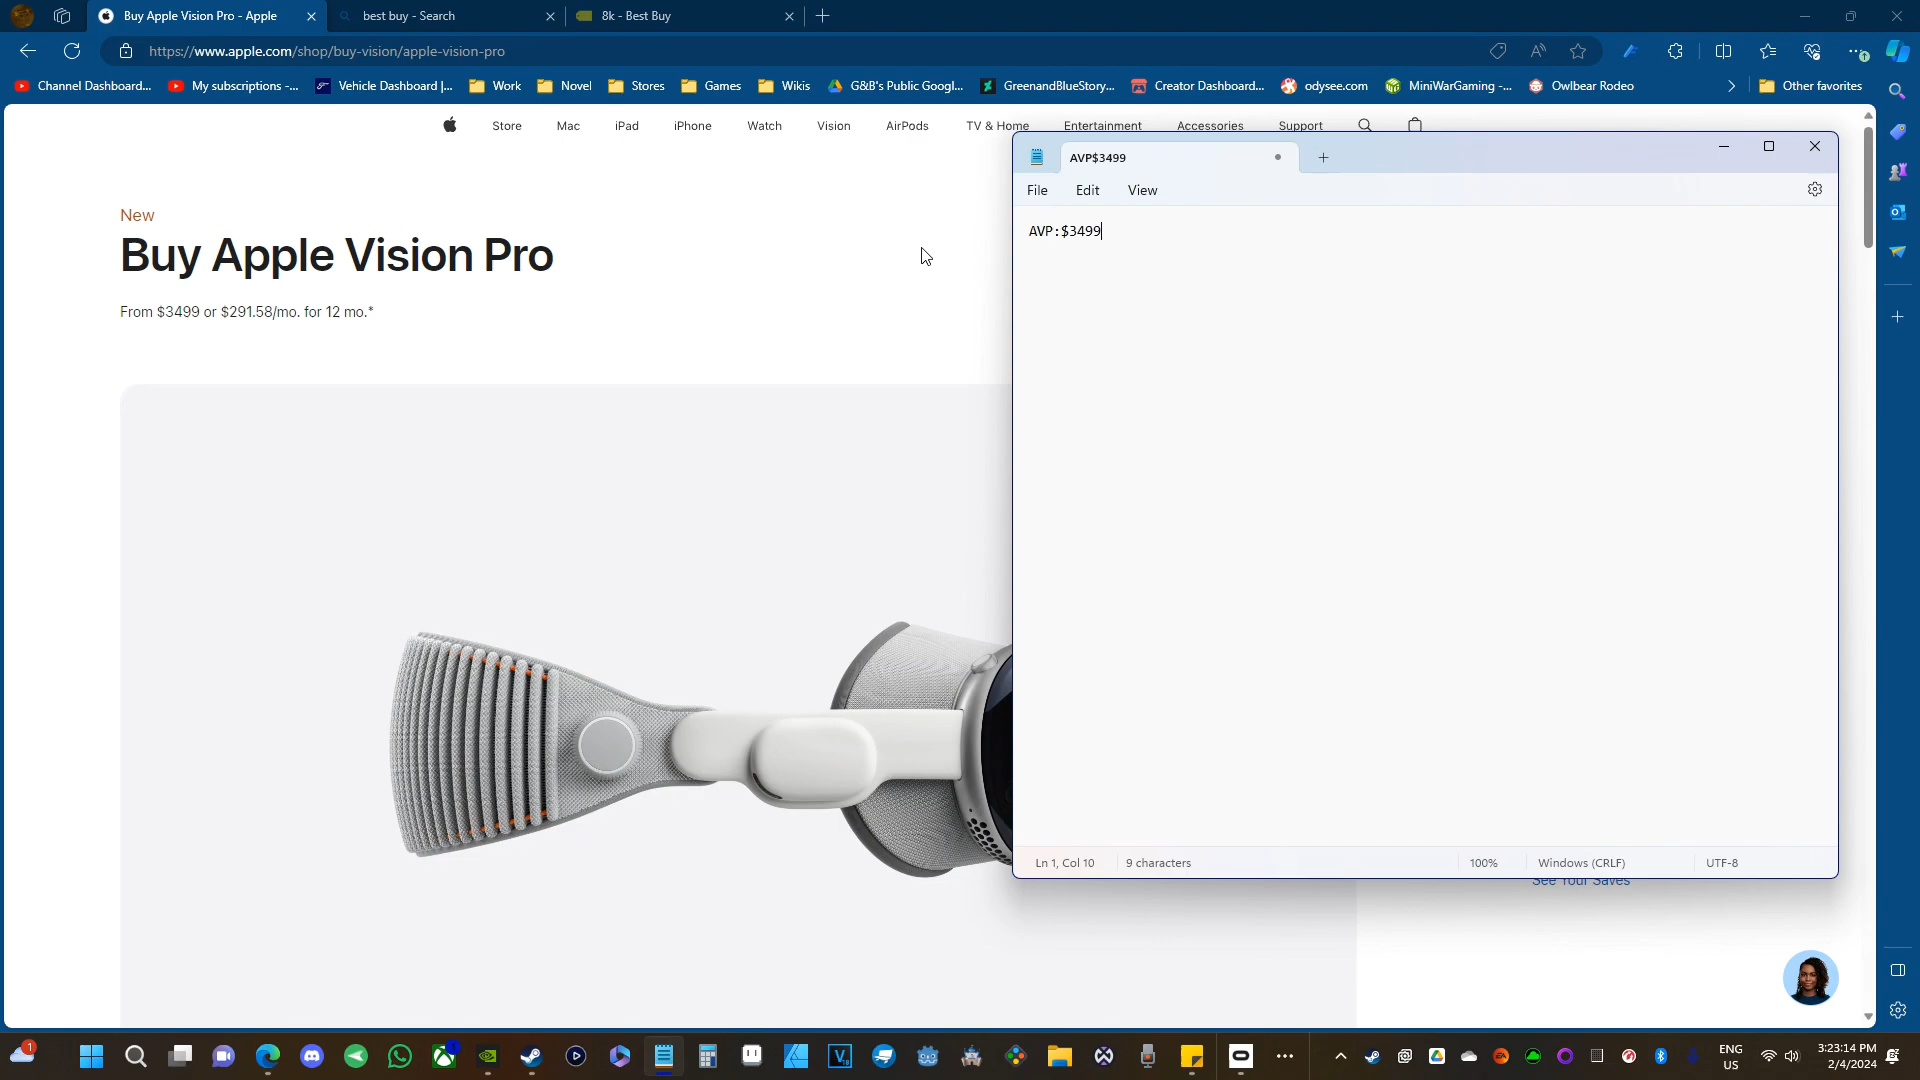 Buy Apple Vision Pro - Apple
best buy - Search
8k - Best Buy
https://www.apple.com/shop/buy-vision/apple-vision-pro
Channel Dashboard...
My subscriptions -...
Vehicle Dashboard |...
Work
Novel
Stores
Games
Wikis
G&B's Public Googl...
GreenandBlueStory...
Creator Dashboard...
odysee.com
MiniWarGaming -...
Owlbear Rodeo
Other favorites
Store
Mac
iPad
iPhone
Watch
Vision
AirPods
TV & Home
Entertainment
Accessories
Support
New
Buy Apple Vision Pro
From $3499 or $291.58/mo. for 12 mo.*
AVP$3499
File
Edit
View
AVP:$3499
Ln 1, Col 10
9 characters
100%
Windows (CRLF)
UTF-8
See Your Saves
ENG
US
3:23:14 PM
2/4/2024